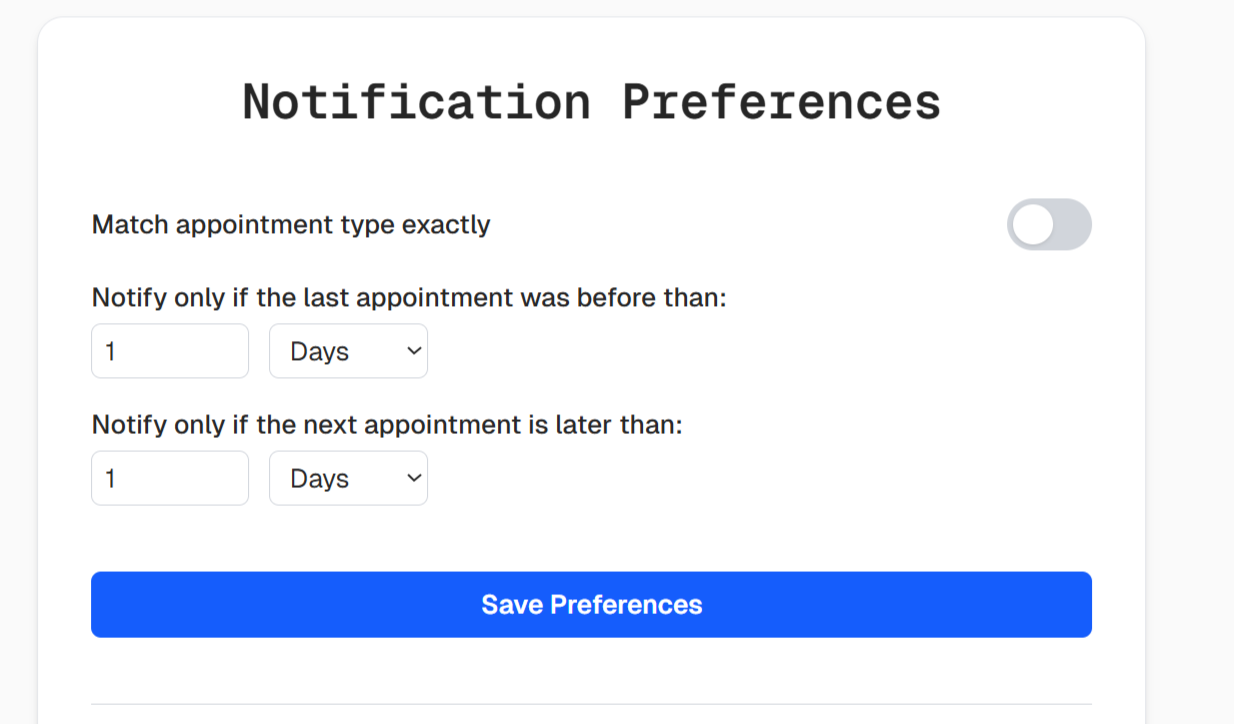 Notification Preferences
Match appointment type exactly
Notify only if the last appointment was before than:
1 Days
Notify only if the next appointment is later than:
1 Days
Save Preferences